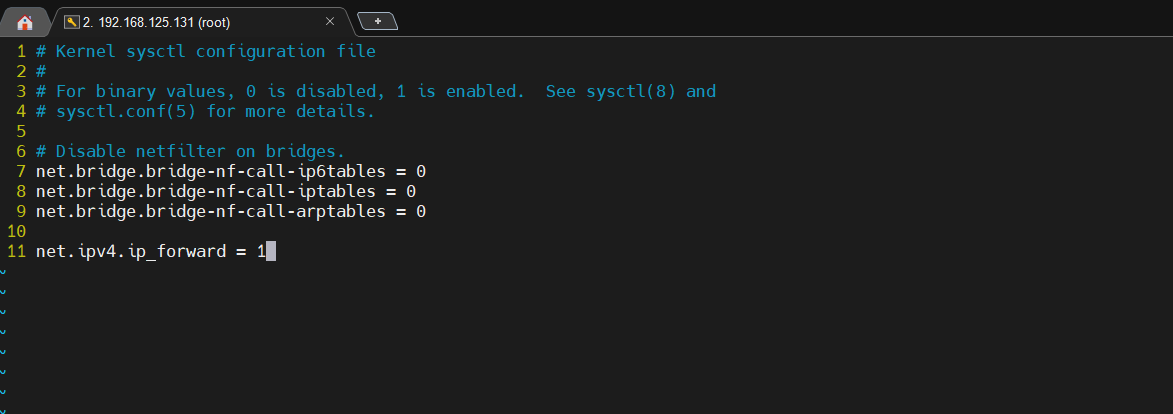 2. 192.168.125.131 (root)
1 # Kernel sysctl configuration file
2 #
3 # For binary values, 0 is disabled, 1 is enabled.  See sysctl(8) and
4 # sysctl.conf(5) for more details.
5
6 # Disable netfilter on bridges.
7 net.bridge.bridge-nf-call-ip6tables = 0
8 net.bridge.bridge-nf-call-iptables = 0
9 net.bridge.bridge-nf-call-arptables = 0
10
11 net.ipv4.ip_forward = 1
~
~
~
~
~
~
~
~